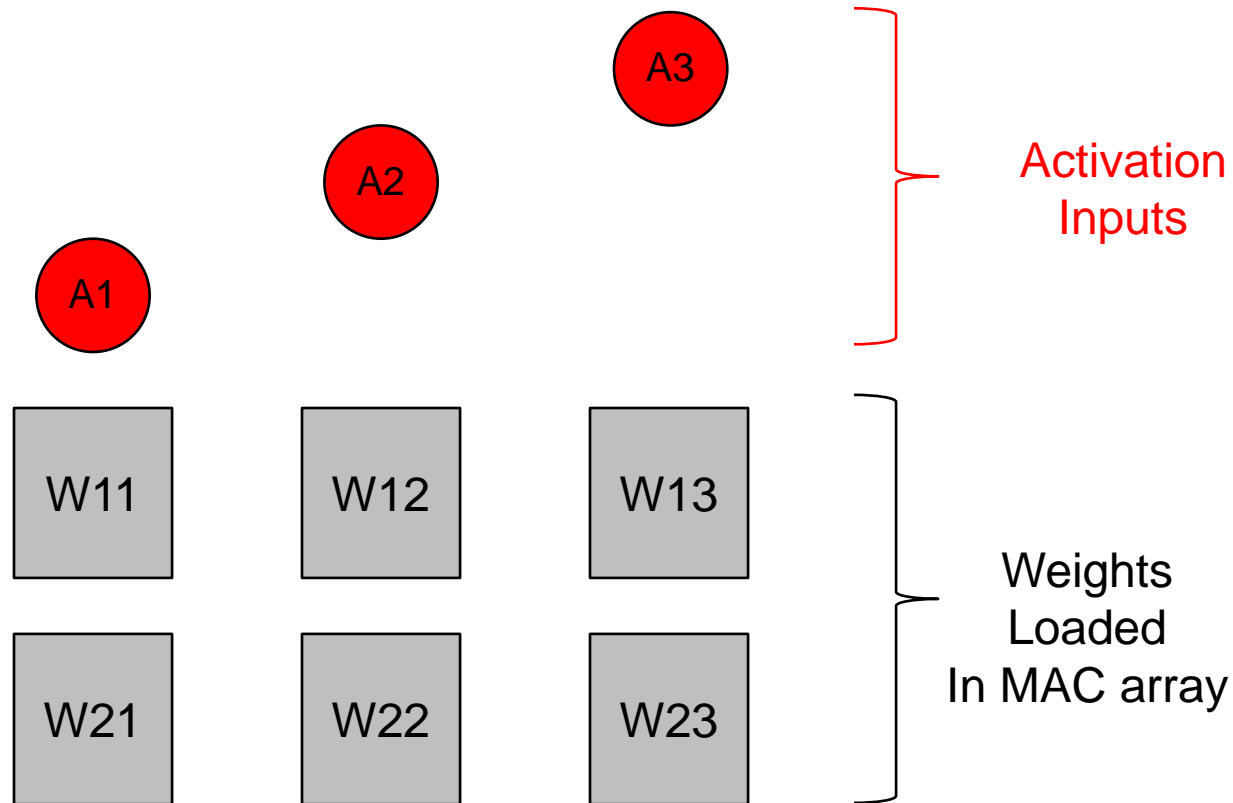 A3
A2
A1
Activation
Inputs
W11 W12 W13
W21 W22 W23
Weights
Loaded
In MAC array